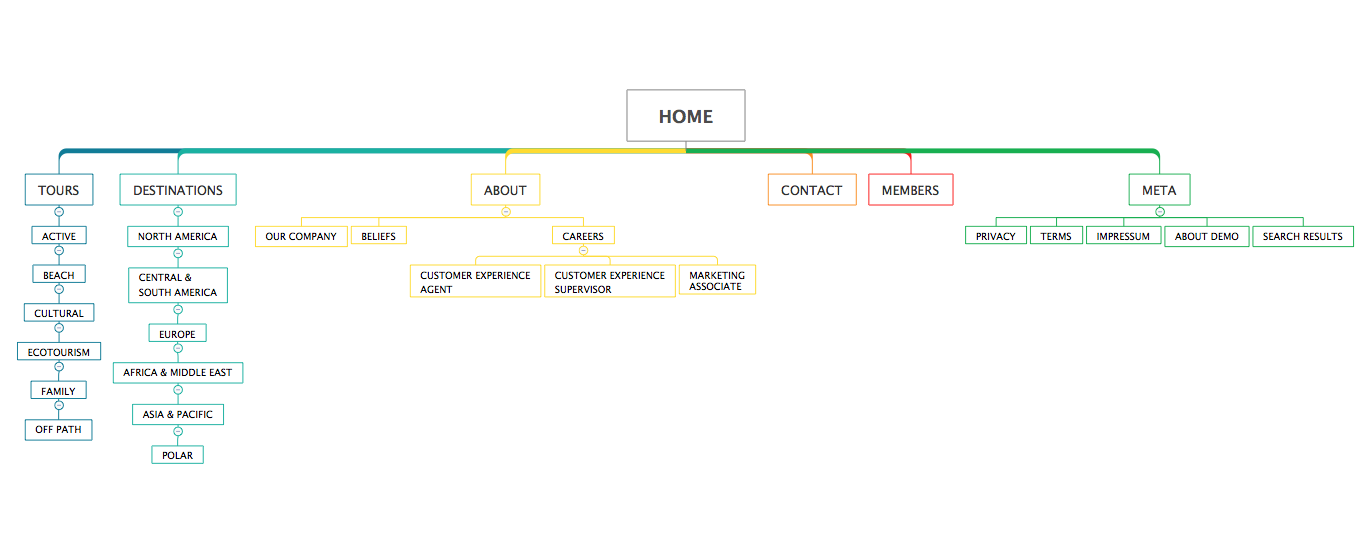 HOME
TOURS
DESTINATIONS
ABOUT
CONTACT
MEMBERS
META
ACTIVE
BEACH
CULTURAL
ECOTOURISM
FAMILY
OFF PATH
NORTH AMERICA
CENTRAL &
SOUTH AMERICA
EUROPE
AFRICA & MIDDLE EAST
ASIA & PACIFIC
POLAR
OUR COMPANY
BELIEFS
CAREERS
CUSTOMER EXPERIENCE
AGENT
CUSTOMER EXPERIENCE
SUPERVISOR
MARKETING
ASSOCIATE
PRIVACY
TERMS
IMPRESSUM
ABOUT DEMO
SEARCH RESULTS